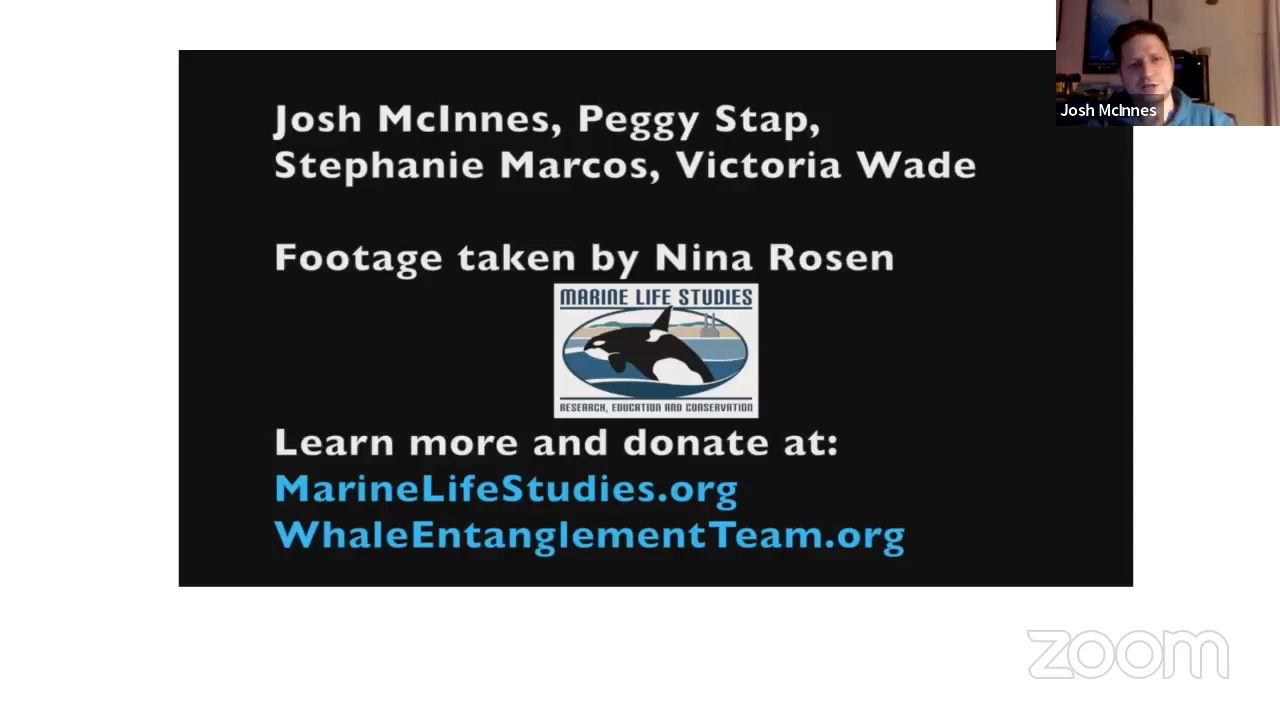 Josh McInnes, Peggy Stap,
Stephanie Marcos, Victoria Wade
Footage taken by Nina Rosen
MARINE LIFE STUDIES
RESEARCH, EDUCATION AND CONSERVATION
Learn more and donate at:
MarineLifeStudies.org
WhaleEntanglementTeam.org
Josh McInnes
zoom